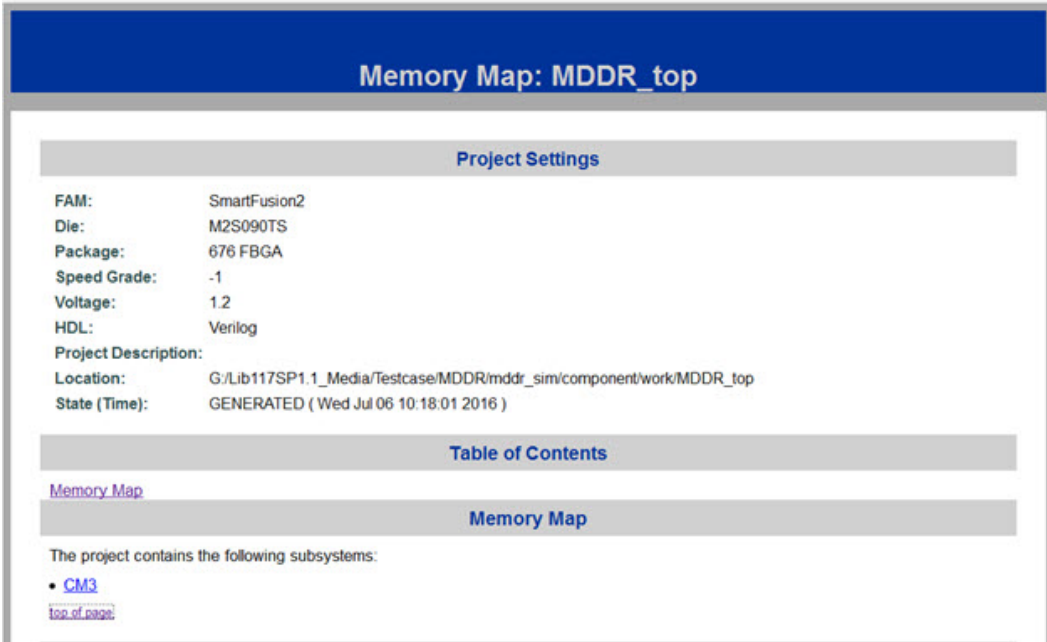 Memory Map: MDDR_top
Project Settings
FAM: SmartFusion2
Die: M2S090TS
Package: 676 FBGA
Speed Grade: -1
Voltage: 1.2
HDL: Verilog
Project Description:
Location: G:/Lib117SP1.1_Media/Testcase/MDDR/mddr_sim/component/work/MDDR_top
State (Time): GENERATED ( Wed Jul 06 10:18:01 2016 )
Table of Contents
Memory Map
Memory Map
The project contains the following subsystems:
• CM3
top of page